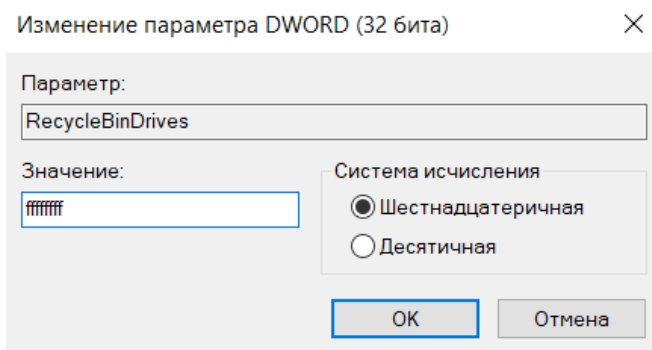 Изменение параметра DWORD (32 бита)
Параметр:
RecycleBinDrives
Значение:
ffffffff
Система исчисления
Шестнадцатеричная
Десятичная
OK
Отмена